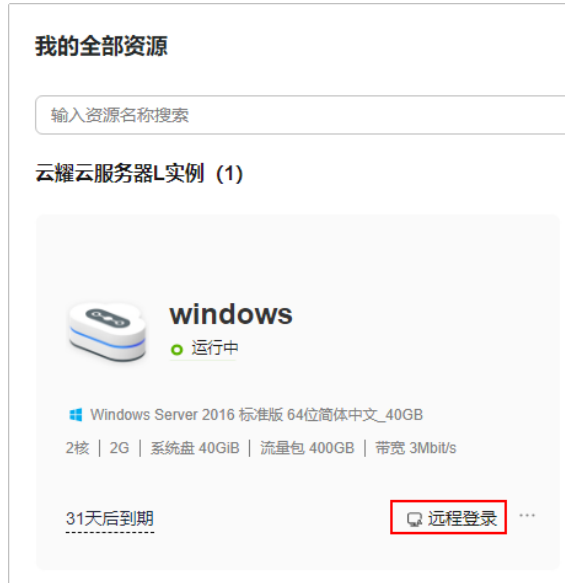 我的全部资源
输入资源名称搜索
云耀云服务器L实例 (1)
windows
运行中
Windows Server 2016 标准版 64位简体中文_40GB
2核 | 2G | 系统盘 40GiB | 流量包 400GB | 带宽 3Mbit/s
31天后到期 远程登录 ···